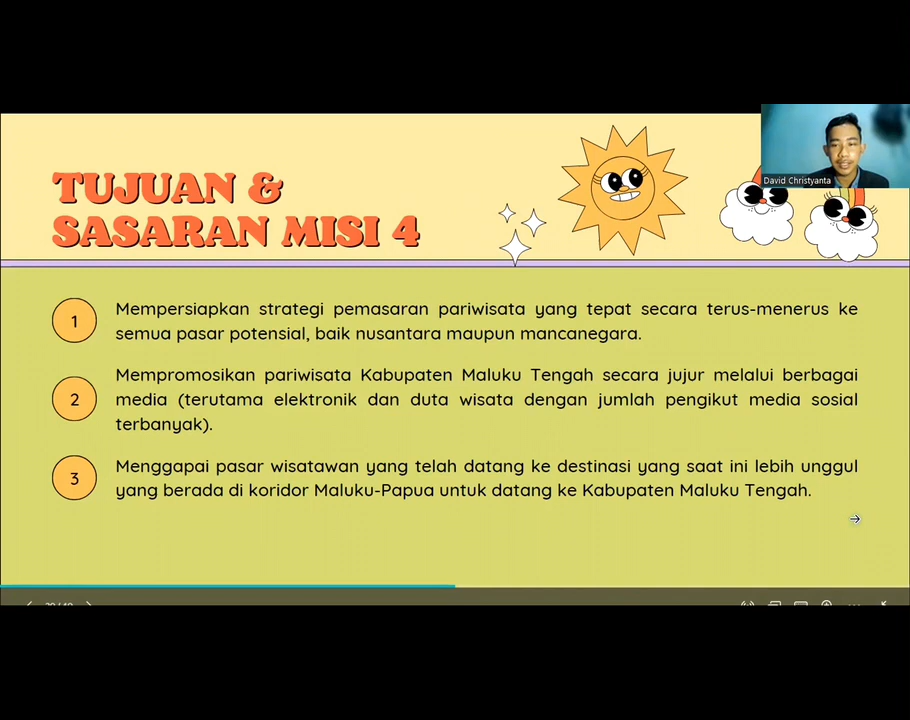 David Christyanta
TUJUAN &
SASARAN MISI 4
1
Mempersiapkan strategi pemasaran pariwisata yang tepat secara terus-menerus ke
semua pasar potensial, baik nusantara maupun mancanegara.
2
Mempromosikan pariwisata Kabupaten Maluku Tengah secara jujur melalui berbagai
media (terutama elektronik dan duta wisata dengan jumlah pengikut media sosial
terbanyak).
3
Menggapai pasar wisatawan yang telah datang ke destinasi yang saat ini lebih unggul
yang berada di koridor Maluku-Papua untuk datang ke Kabupaten Maluku Tengah.